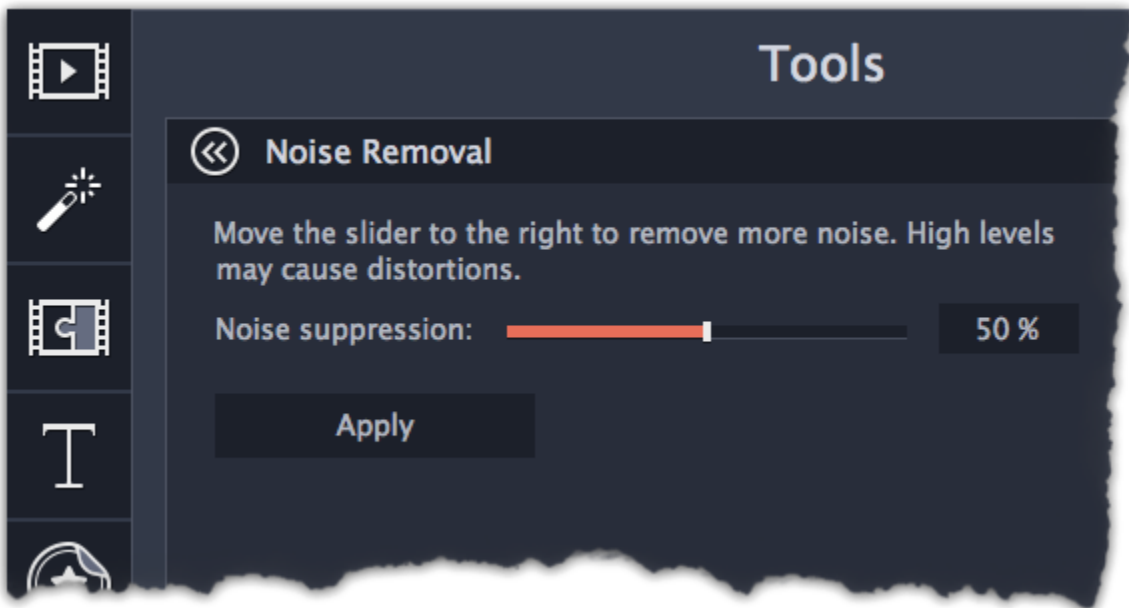 Tools
Noise Removal
Move the slider to the right to remove more noise. High levels
may cause distortions.
Noise suppression:
50 %
Apply
T